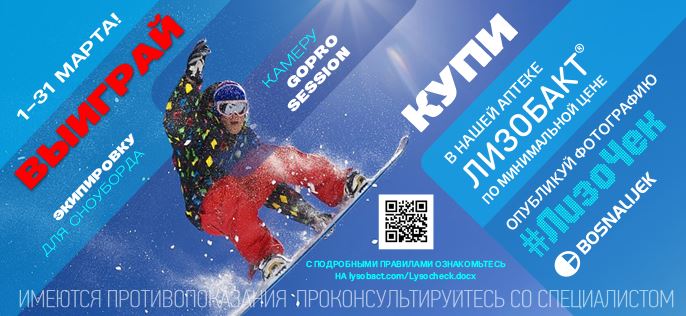 1–31 МАРТА!
ВЫИГРАЙ
ЭКИПИРОВКУ
ДЛЯ СНОУБОРДА
КАМЕРУ
GOPRO
SESSION
КУПИ
В НАШЕЙ АПТЕКЕ
ЛИЗОБАКТ®
ПО МИНИМАЛЬНОЙ ЦЕНЕ
ОПУБЛИКУЙ ФОТОГРАФИЮ
#ЛизоЧек
BOSNALIJEK
С ПОДРОБНЫМИ ПРАВИЛАМИ ОЗНАКОМЬТЕСЬ
НА lysobact.com/Lysocheck.docx
ИМЕЮТСЯ ПРОТИВОПОКАЗАНИЯ ПРОКОНСУЛЬТИРУЙТЕСЬ СО СПЕЦИАЛИСТОМ